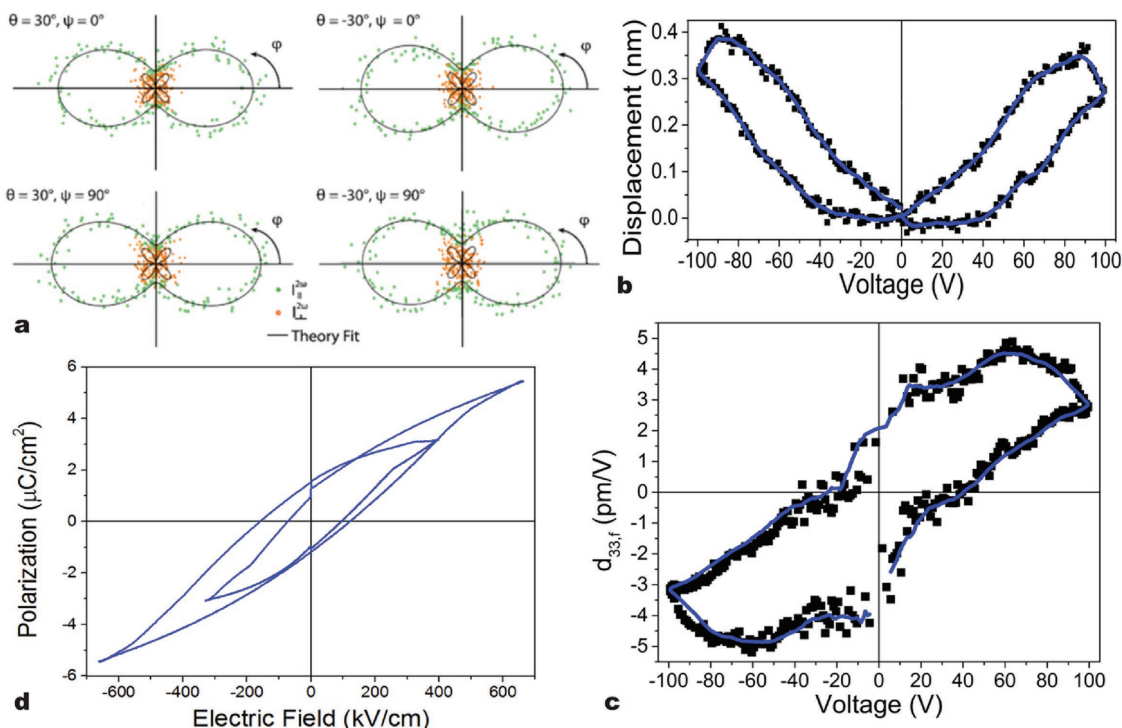 θ = 30°, ψ = 0°
θ = -30°, ψ = 0°
φ
φ
θ = 30°, ψ = 90°
θ = -30°, ψ = 90°
φ
φ
I∥2ω
I⊥2ω
Theory Fit
a
Displacement (nm)
0.4
0.3
0.2
0.1
0.0
-100 -80 -60 -40 -20 0 20 40 60 80 100
Voltage (V)
b
Polarization (μC/cm²)
6
4
2
0
-2
-4
-6
-600 -400 -200 0 200 400 600
Electric Field (kV/cm)
d
d33,f (pm/V)
5
4
3
2
1
0
-1
-2
-3
-4
-5
-100 -80 -60 -40 -20 0 20 40 60 80 100
Voltage (V)
c